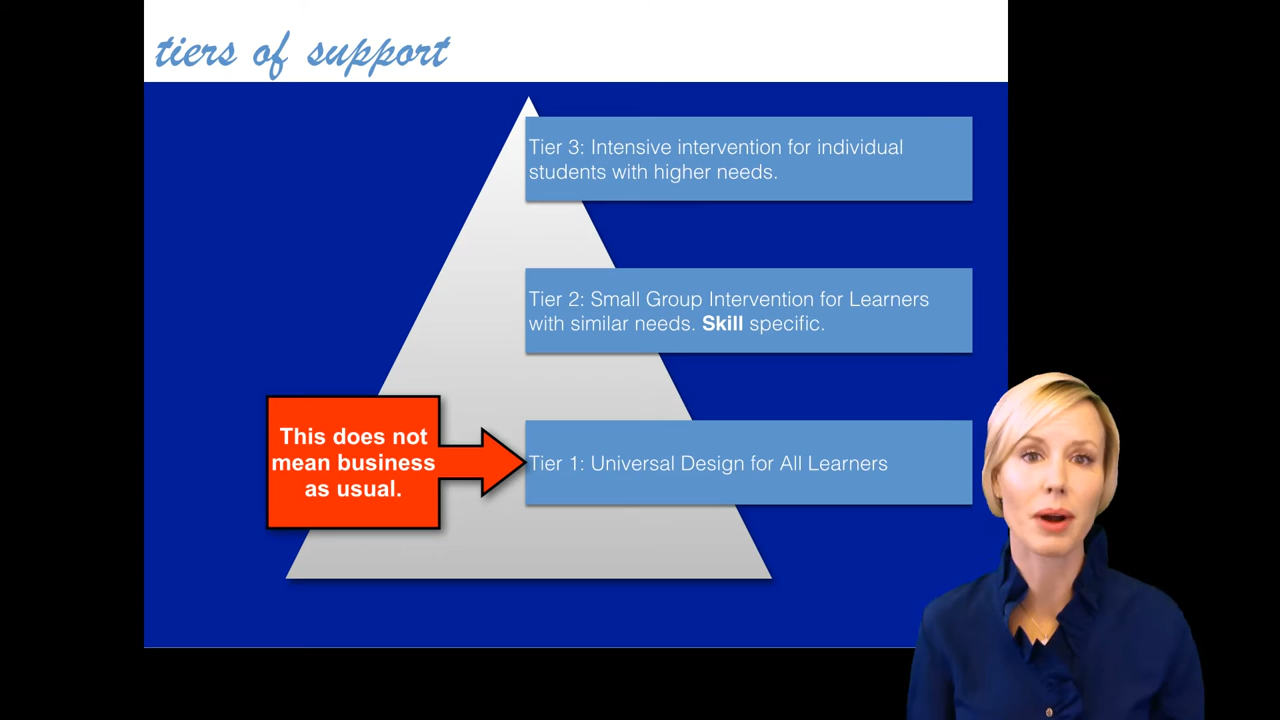 tiers of support
Tier 3: Intensive intervention for individual
students with higher needs.
Tier 2: Small Group Intervention for Learners
with similar needs. Skill specific.
This does not
mean business
as usual.
Tier 1: Universal Design for All Learners